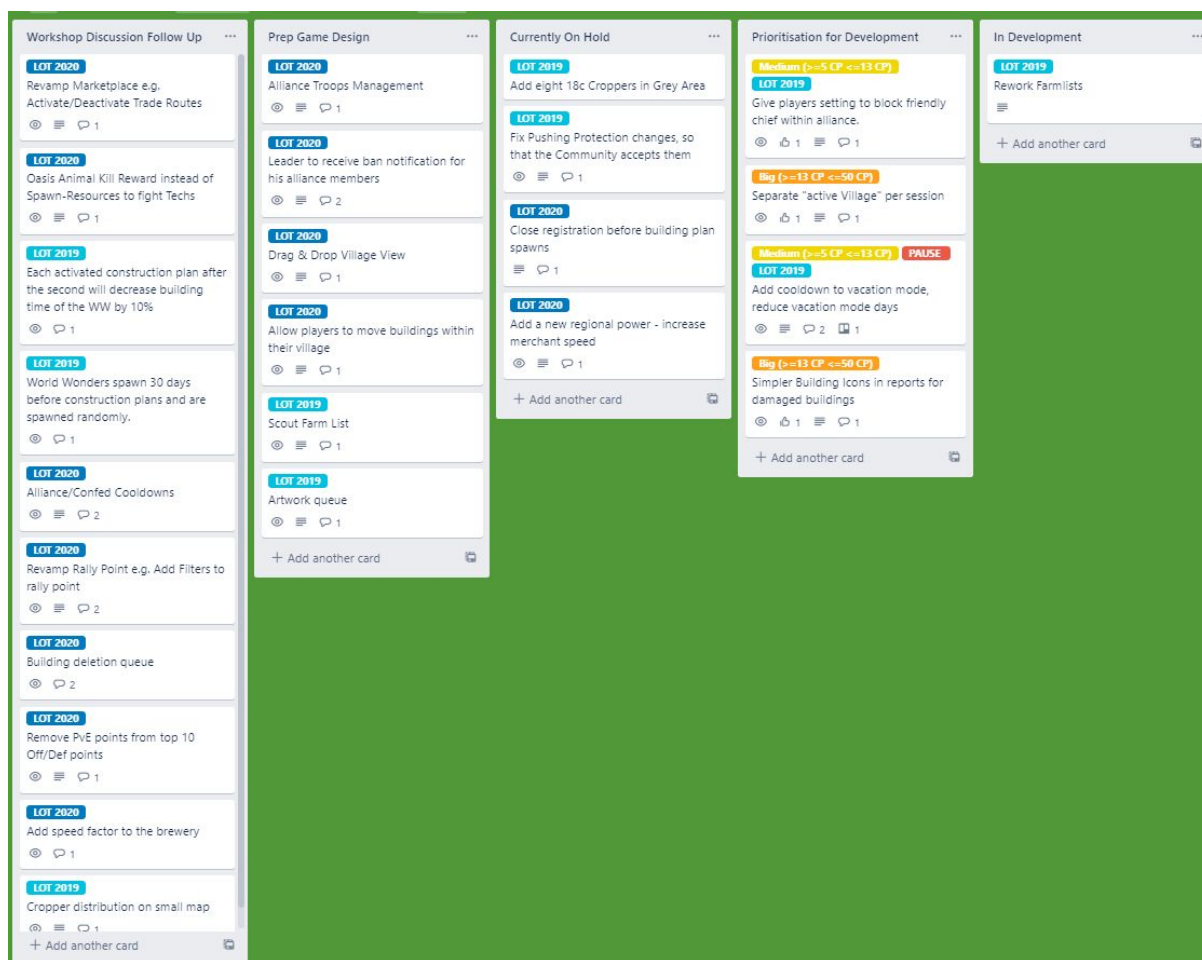 Workshop Discussion Follow Up
LOT 2020
Revamp Marketplace e.g.
Activate/Deactivate Trade Routes
1
LOT 2020
Oasis Animal Kill Reward instead of
Spawn-Resources to fight Techs
1
LOT 2019
Each activated construction plan after
the second will decrease building
time of the WW by 10%
1
LOT 2019
World Wonders spawn 30 days
before construction plans and are
spawned randomly.
1
LOT 2020
Alliance/Confed Cooldowns
2
LOT 2020
Revamp Rally Point e.g. Add Filters to
rally point
2
LOT 2020
Building deletion queue
2
LOT 2020
Remove PvE points from top 10
Off/Def points
1
LOT 2020
Add speed factor to the brewery
1
LOT 2019
Cropper distribution on small map
1
+ Add another card
Prep Game Design
LOT 2020
Alliance Troops Management
1
LOT 2020
Leader to receive ban notification for
his alliance members
2
LOT 2020
Drag & Drop Village View
1
LOT 2020
Allow players to move buildings within
their village
1
LOT 2019
Scout Farm List
1
LOT 2019
Artwork queue
1
+ Add another card
Currently On Hold
LOT 2019
Add eight 18c Croppers in Grey Area
LOT 2019
Fix Pushing Protection changes, so
that the Community accepts them
1
LOT 2020
Close registration before building plan
spawns
1
LOT 2020
Add a new regional power - increase
merchant speed
1
+ Add another card
Prioritisation for Development
Medium (>=5 CP <=13 CP)
LOT 2019
Give players setting to block friendly
chief within alliance.
1 1
Big (>=13 CP <=50 CP)
Separate "active Village" per session
1 1
Medium (>=5 CP <=13 CP) PAUSE
LOT 2019
Add cooldown to vacation mode,
reduce vacation mode days
2 1
Big (>=13 CP <=50 CP)
Simpler Building Icons in reports for
damaged buildings
1 1
+ Add another card
In Development
LOT 2019
Rework Farmlists
+ Add another card